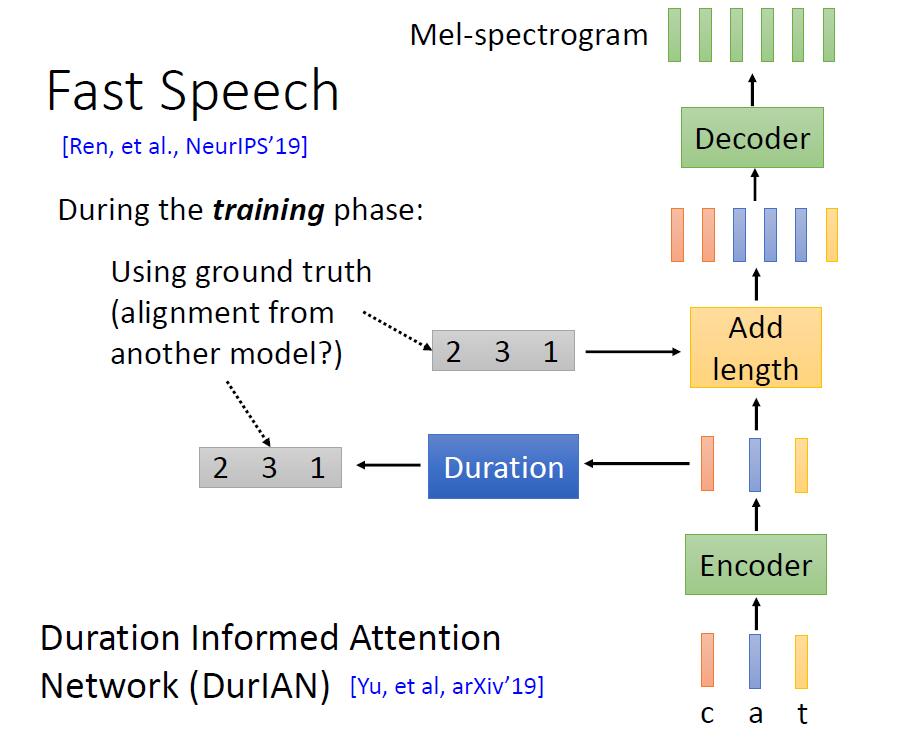 Mel-spectrogram
Fast Speech
[Ren, et al., NeurIPS’19]
Decoder
During the training phase:
Using ground truth
(alignment from
another model?)
2 3 1
Add
length
2 3 1
Duration
Encoder
Duration Informed Attention
Network (DurIAN) [Yu, et al, arXiv’19]
c a t